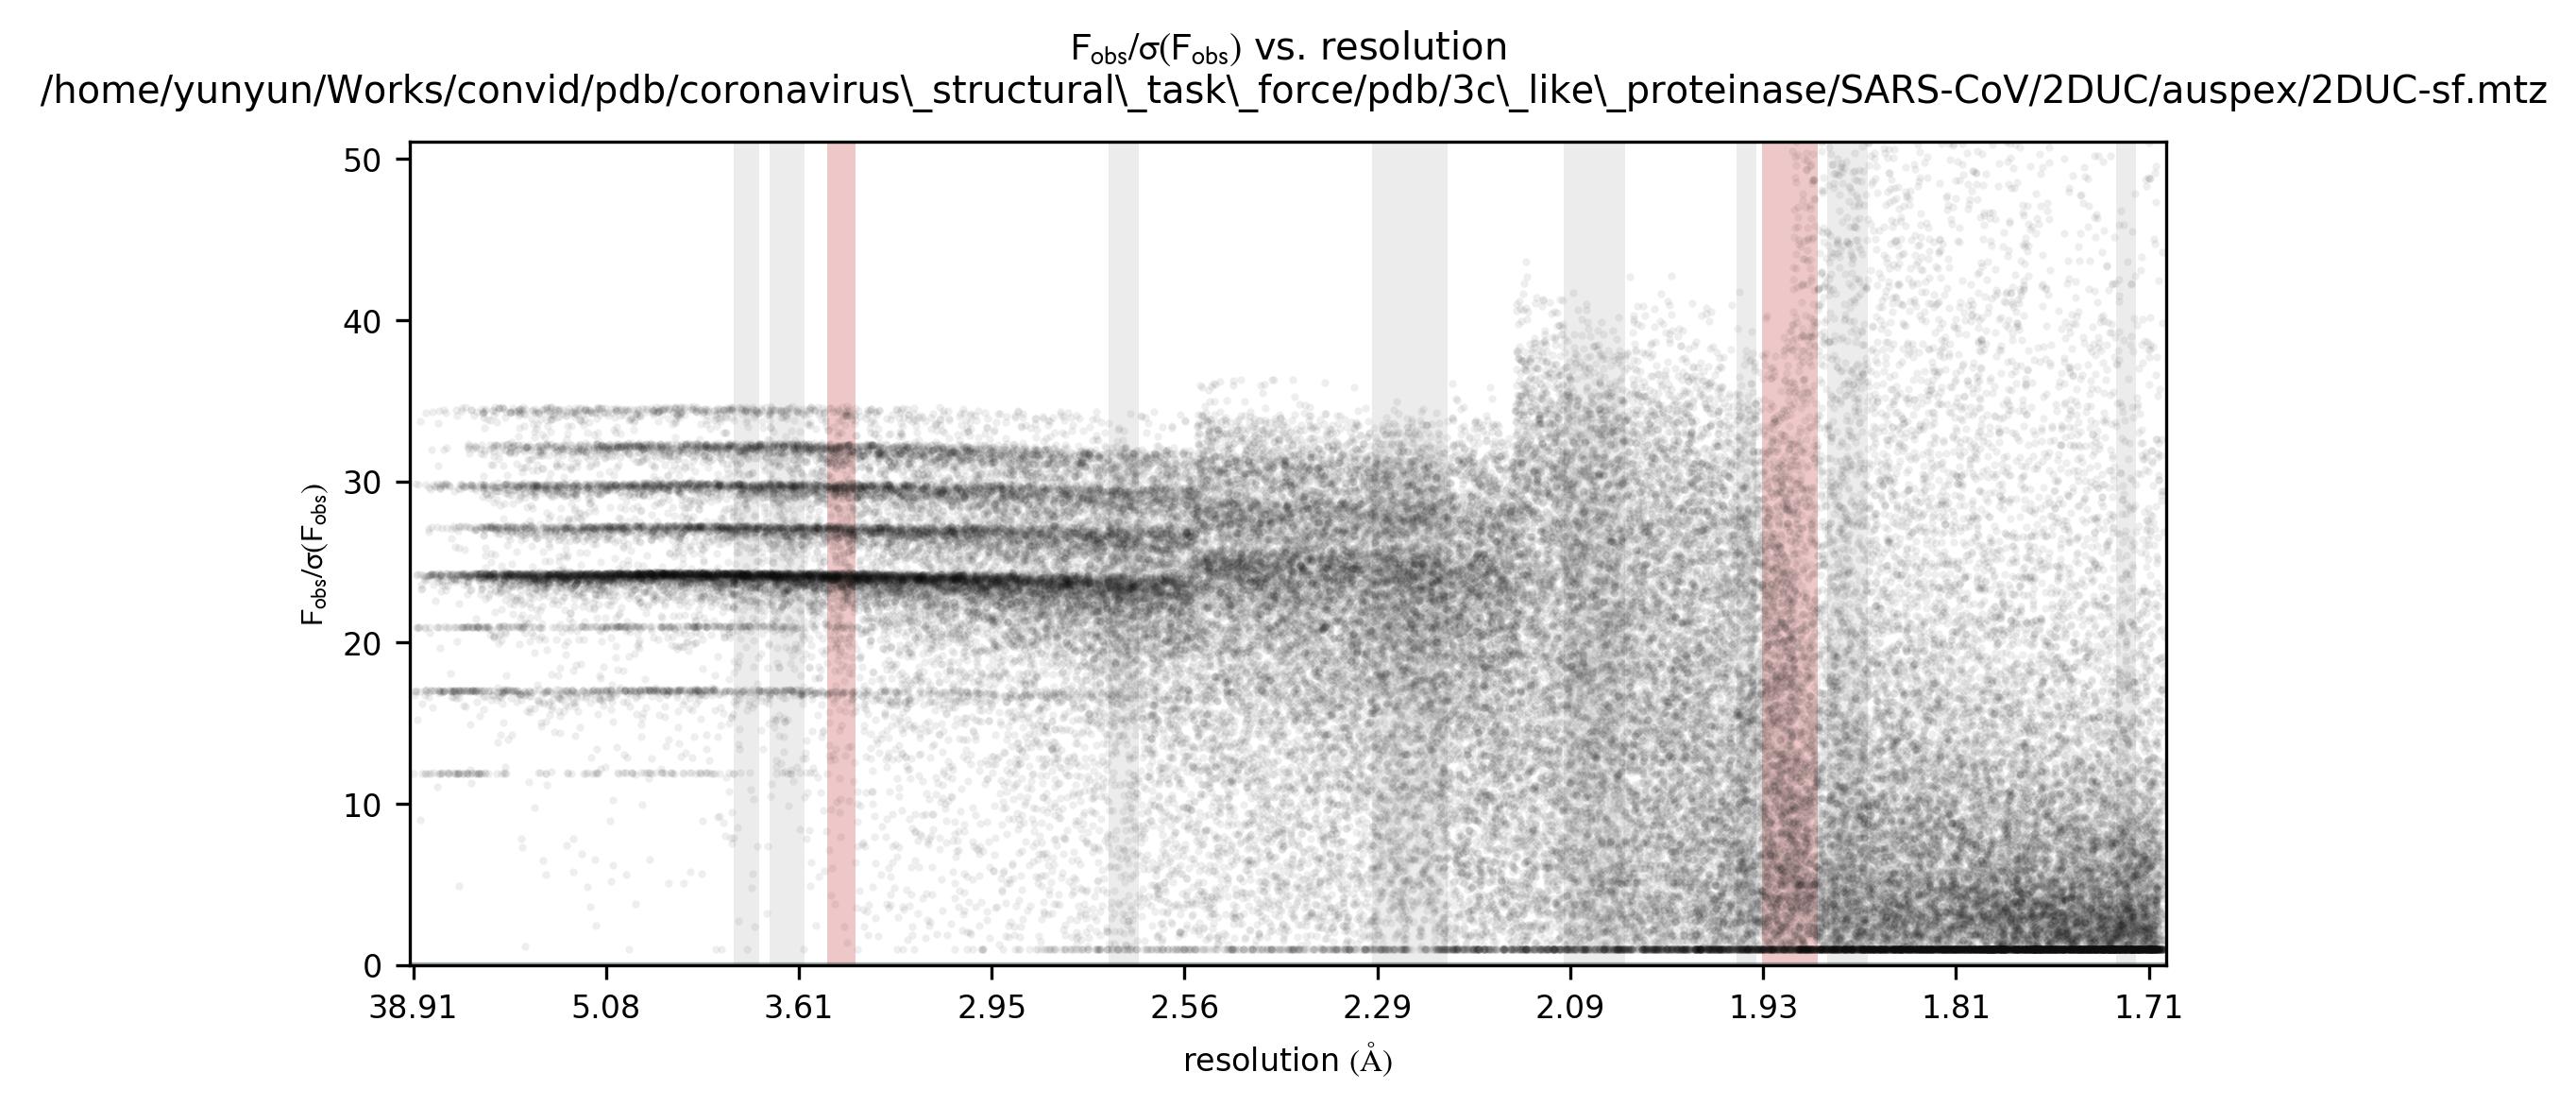 Fobs/σ(Fobs) vs. resolution
/home/yunyun/Works/convid/pdb/coronavirus\_structural\_task\_force/pdb/3c\_like\_proteinase/SARS-CoV/2DUC/auspex/2DUC-sf.mtz
50
40
30
20
10
0
Fobs/σ(Fobs)
38.91 5.08 3.61 2.95 2.56 2.29 2.09 1.93 1.81 1.71
resolution (Å)